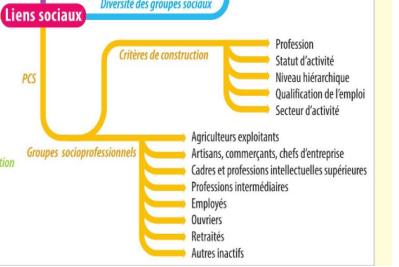 Diversité des groupes sociaux
Liens sociaux
PCS
Critères de construction
Profession
Statut d'activité
Niveau hiérarchique
Qualification de l'emploi
Secteur d'activité
Groupes socioprofessionnels
Agriculteurs exploitants
Artisans, commerçants, chefs d'entreprise
Cadres et professions intellectuelles supérieures
Professions intermédiaires
Employés
Ouvriers
Retraités
Autres inactifs
tion